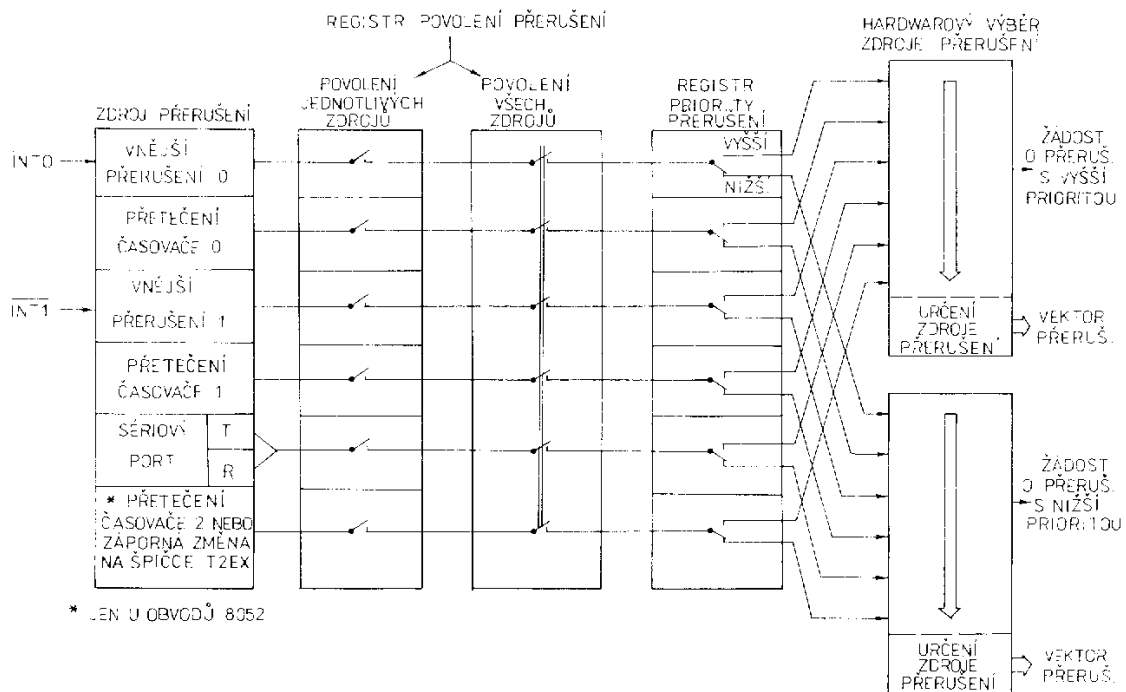 REGISTR POVOLENÍ PŘERUŠENÍ
HARDWAROVÝ VÝBĚR
ZDROJE PŘERUŠENÍ
ZDROJ PŘERUŠENÍ
POVOLENÍ
JEDNOTLIVÝCH
ZDROJŮ
POVOLENÍ
VŠECH
ZDROJŮ
REGISTR
PRIORITY
PŘERUŠENÍ
VYŠŠÍ
NIŽŠÍ
INT0
VNĚJŠÍ
PŘERUŠENÍ 0
PŘETEČENÍ
ČASOVAČE 0
INT1
VNĚJŠÍ
PŘERUŠENÍ 1
PŘETEČENÍ
ČASOVAČE 1
SÉRIOVÝ
PORT
T
R
* PŘETEČENÍ
ČASOVAČE 2 NEBO
ZÁPORNÁ ZMĚNA
NA ŠPIČCE T2EX
* JEN U OBVODŮ 8052
ŽÁDOST
O PŘERUŠ.
S VYŠŠÍ
PRIORITOU
URČENÍ
ZDROJE
PŘERUŠENÍ
VEKTOR
PŘERUŠ.
ŽÁDOST
O PŘERUŠ.
S NIŽŠÍ
PRIORITOU
URČENÍ
ZDROJE
PŘERUŠENÍ
VEKTOR
PŘERUŠ.